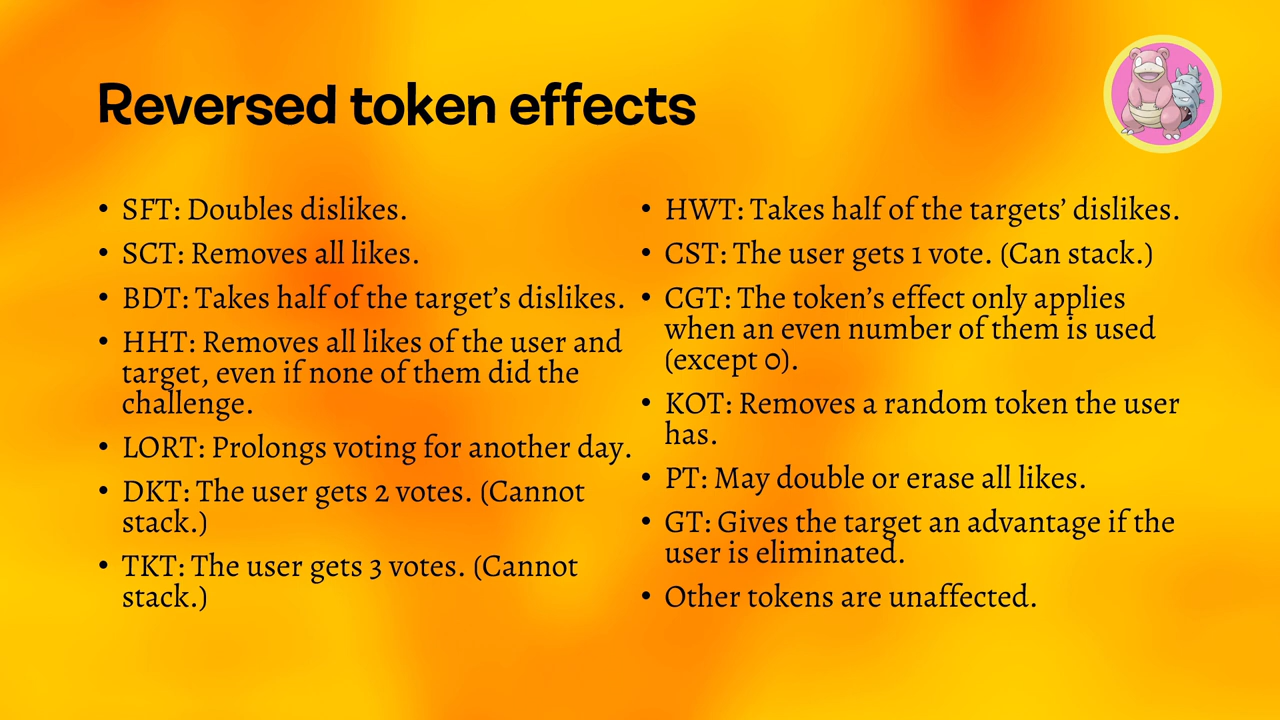 Reversed token effects
• SFT: Doubles dislikes.
• SCT: Removes all likes.
• BDT: Takes half of the target’s dislikes.
• HHT: Removes all likes of the user and
target, even if none of them did the
challenge.
• LORT: Prolongs voting for another day.
• DKT: The user gets 2 votes. (Cannot
stack.)
• TKT: The user gets 3 votes. (Cannot
stack.)
• HWT: Takes half of the targets’ dislikes.
• CST: The user gets 1 vote. (Can stack.)
• CGT: The token’s effect only applies
when an even number of them is used
(except 0).
• KOT: Removes a random token the user
has.
• PT: May double or erase all likes.
• GT: Gives the target an advantage if the
user is eliminated.
• Other tokens are unaffected.